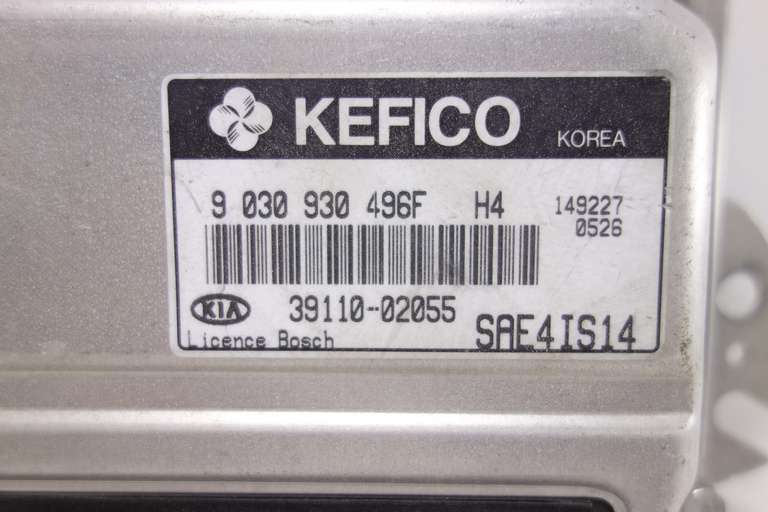 KEFICO KOREA
9 030 930 496F H4 149227
0526
KIA 39110-02055
Licence Bosch SAE4IS14